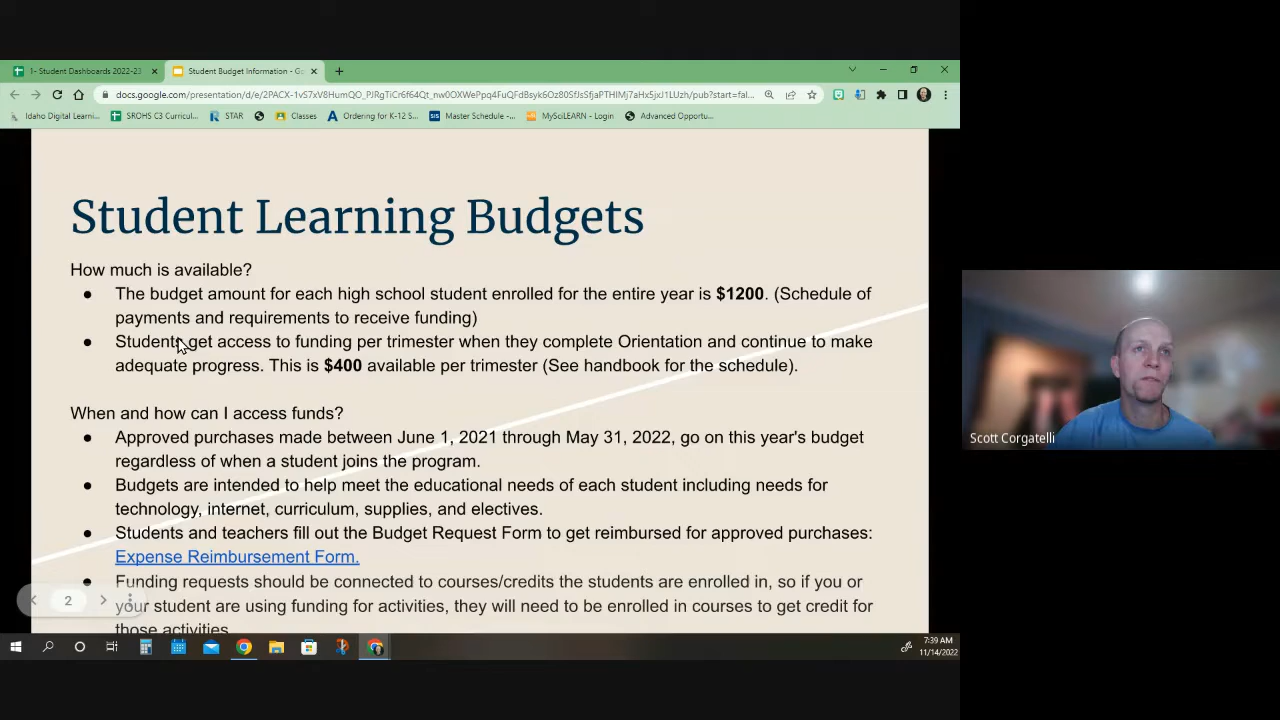 1- Student Dashboards 2022-23
Student Budget Information - Go
docs.google.com/presentation/d/e/
/pub?start=fal...
Idaho Digital Learni...
SROHS C3 Curricul...
STAR
Classes
Ordering for K-12 S...
Master Schedule -...
MySciLEARN - Login
Advanced Opportu...
Student Learning Budgets
How much is available?
● The budget amount for each high school student enrolled for the entire year is $1200. (Schedule of
payments and requirements to receive funding)
● Students get access to funding per trimester when they complete Orientation and continue to make
adequate progress. This is $400 available per trimester (See handbook for the schedule).
When and how can I access funds?
● Approved purchases made between June 1, 2021 through May 31, 2022, go on this year's budget
regardless of when a student joins the program.
● Budgets are intended to help meet the educational needs of each student including needs for
technology, internet, curriculum, supplies, and electives.
● Students and teachers fill out the Budget Request Form to get reimbursed for approved purchases:
Expense Reimbursement Form.
● Funding requests should be connected to courses/credits the students are enrolled in, so if you or
your student are using funding for activities, they will need to be enrolled in courses to get credit for
those activities.
2
Scott Corgatelli
7:39 AM
11/14/2022